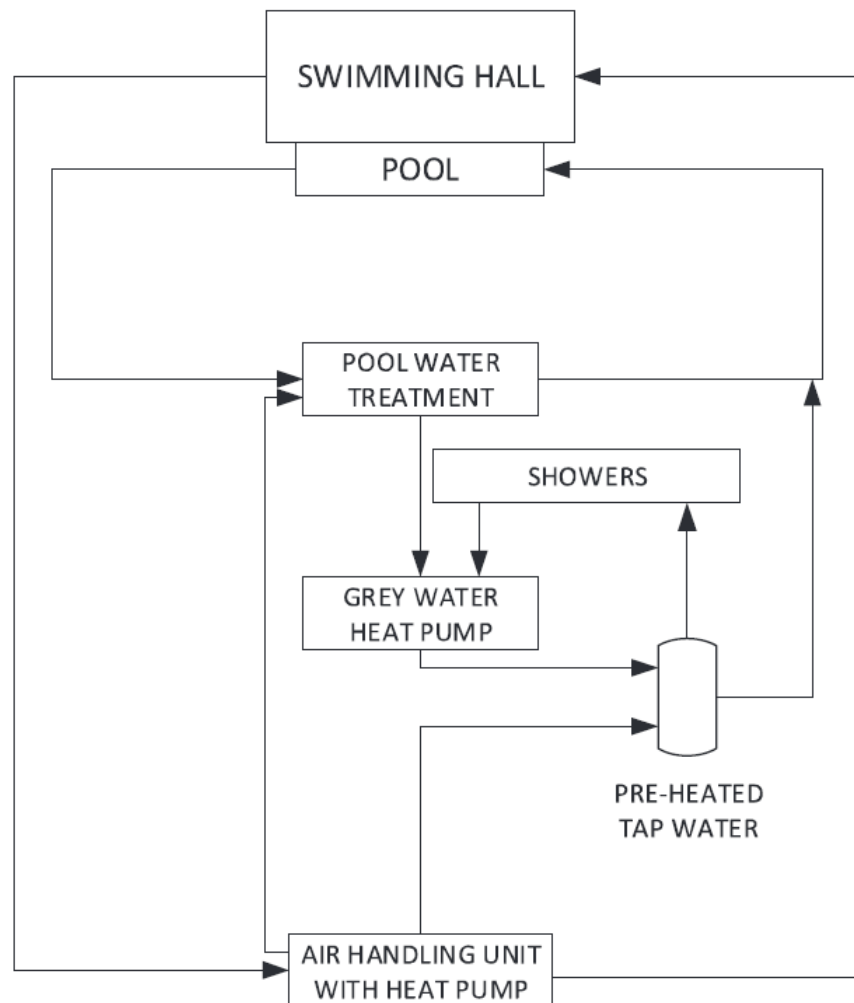 SWIMMING HALL
POOL
POOL WATER
TREATMENT
SHOWERS
GREY WATER
HEAT PUMP
PRE-HEATED
TAP WATER
AIR HANDLING UNIT
WITH HEAT PUMP